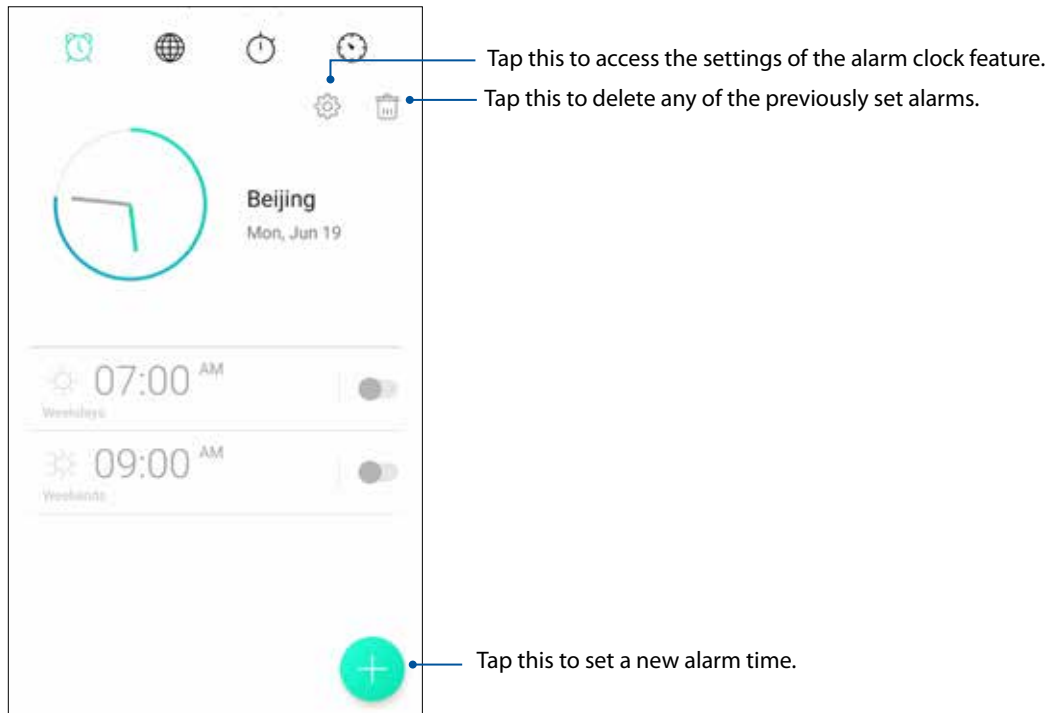 Tap this to access the settings of the alarm clock feature.
Tap this to delete any of the previously set alarms.
Beijing
Mon, Jun 19
07:00 AM
Weekdays
09:00 AM
Weekends
Tap this to set a new alarm time.